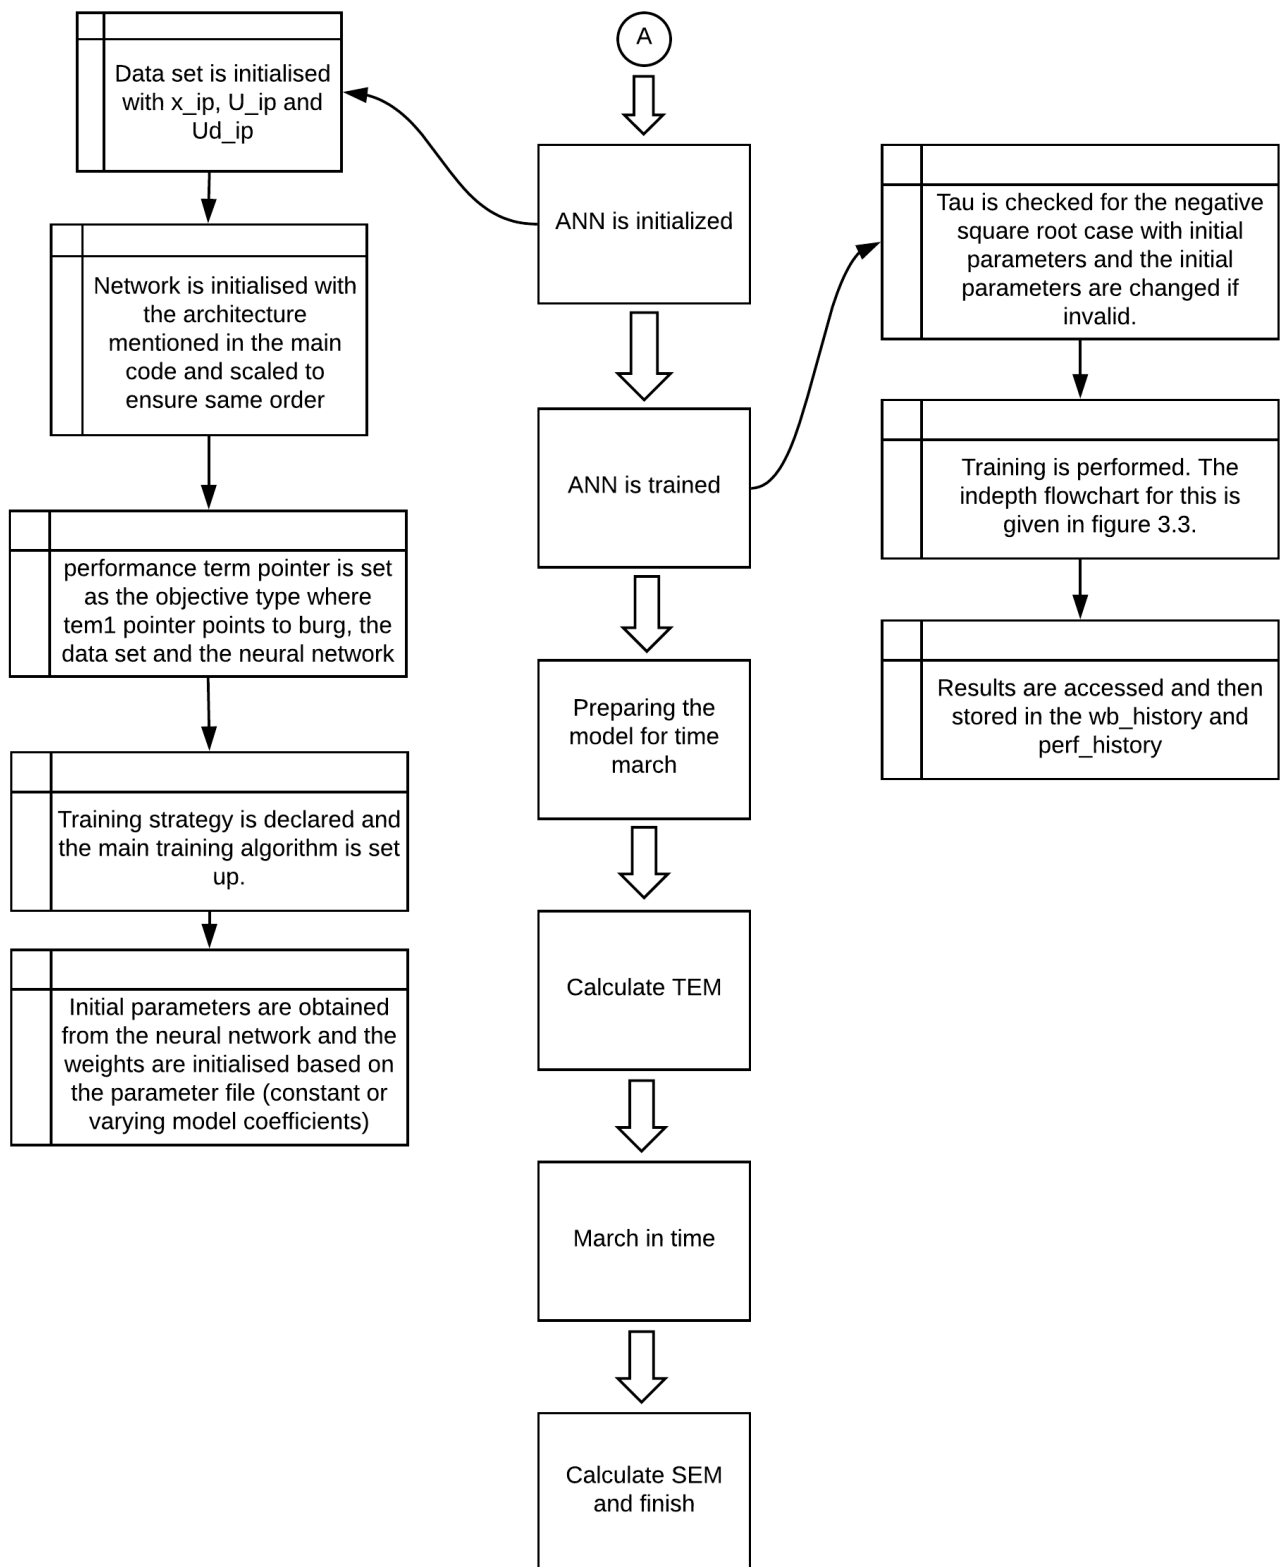 A
Data set is initialised
with x_ip, U_ip and
Ud_ip
ANN is initialized
Tau is checked for the negative
square root case with initial
parameters and the initial
parameters are changed if
invalid.
Network is initialised with
the architecture
mentioned in the main
code and scaled to
ensure same order
ANN is trained
Training is performed. The
indepth flowchart for this is
given in figure 3.3.
performance term pointer is set
as the objective type where
tem1 pointer points to burg, the
data set and the neural network
Preparing the
model for time
march
Results are accessed and then
stored in the wb_history and
perf_history
Training strategy is declared and
the main training algorithm is set
up.
Calculate TEM
Initial parameters are obtained
from the neural network and the
weights are initialised based on
the parameter file (constant or
varying model coefficients)
March in time
Calculate SEM
and finish